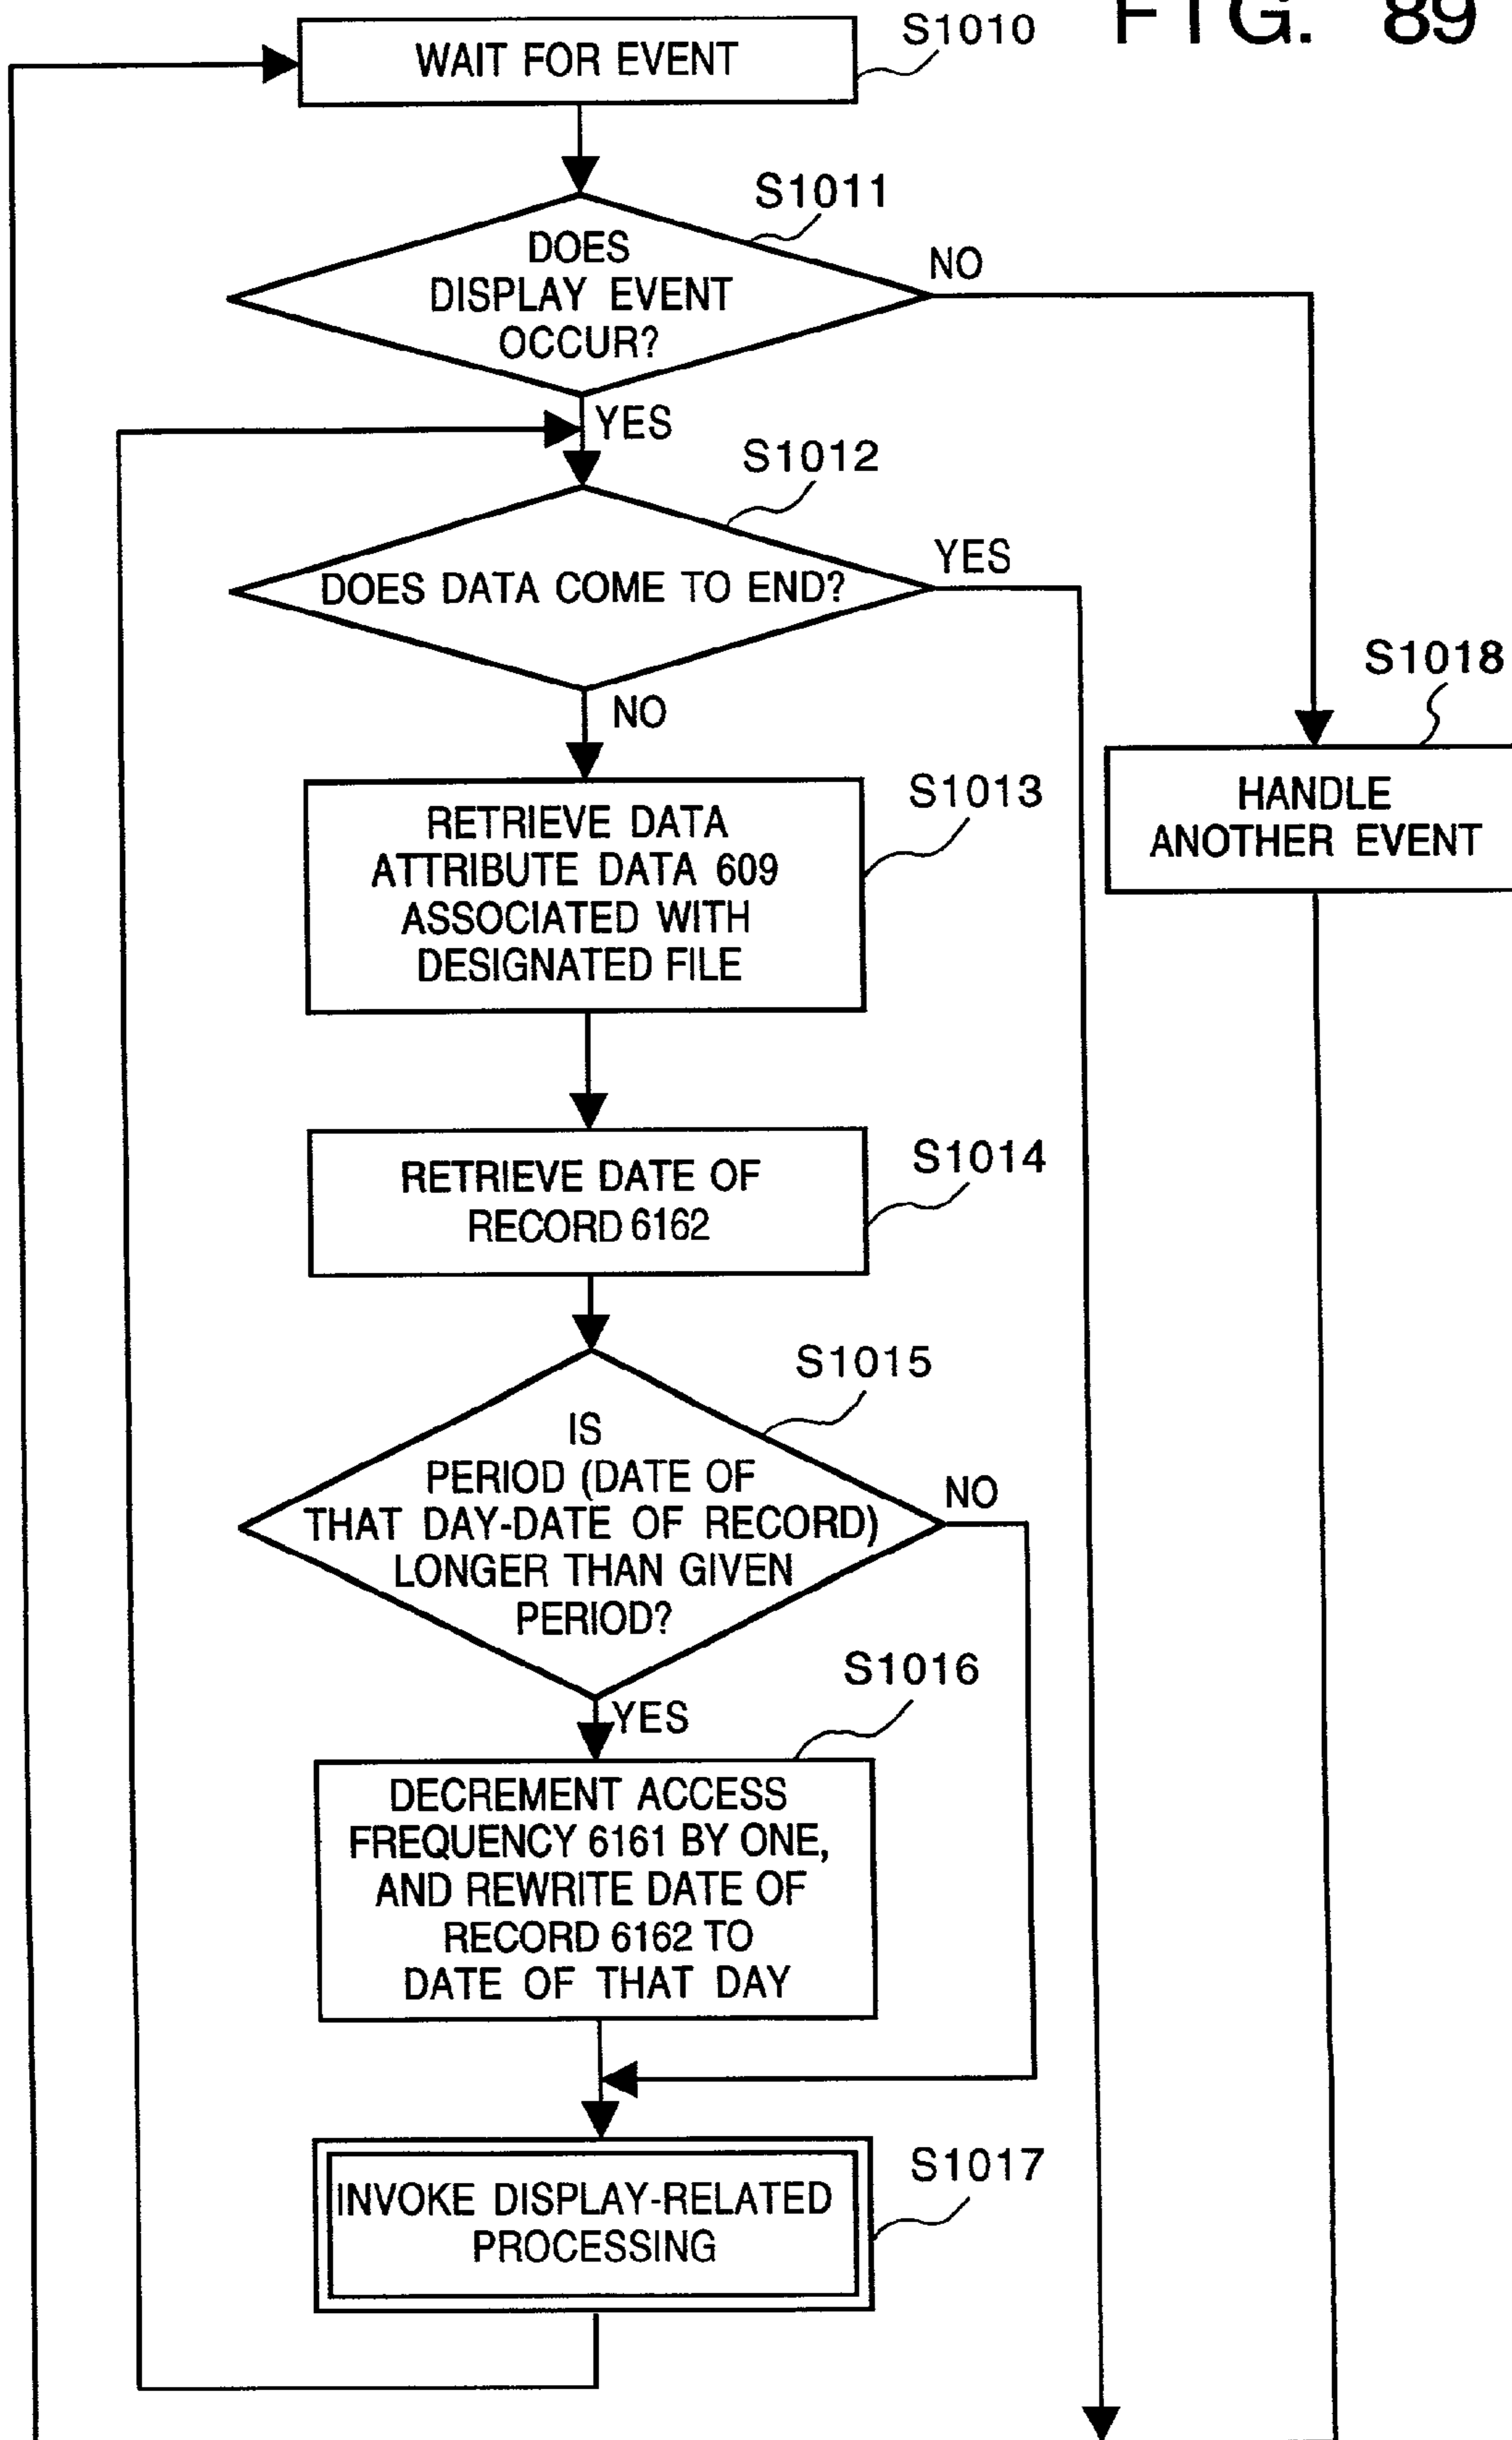 FIG. 89
WAIT FOR EVENT
S1010
S1011
DOES
DISPLAY EVENT
OCCUR?
NO
YES
S1012
DOES DATA COME TO END?
YES
NO
S1018
HANDLE
ANOTHER EVENT
S1013
RETRIEVE DATA
ATTRIBUTE DATA 609
ASSOCIATED WITH
DESIGNATED FILE
S1014
RETRIEVE DATE OF
RECORD 6162
S1015
IS
PERIOD (DATE OF
THAT DAY-DATE OF RECORD)
LONGER THAN GIVEN
PERIOD?
NO
YES
S1016
DECREMENT ACCESS
FREQUENCY 6161 BY ONE,
AND REWRITE DATE OF
RECORD 6162 TO
DATE OF THAT DAY
S1017
INVOKE DISPLAY-RELATED
PROCESSING